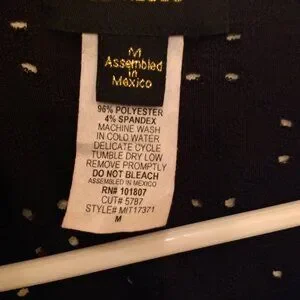 M
Assembled
in
Mexico
96% POLYESTER
4% SPANDEX
MACHINE WASH
IN COLD WATER
DELICATE CYCLE
TUMBLE DRY LOW
REMOVE PROMPTLY
DO NOT BLEACH
ASSEMBLED IN MEXICO
RN# 101807
CUT# 5787
STYLE# MIT17371
M